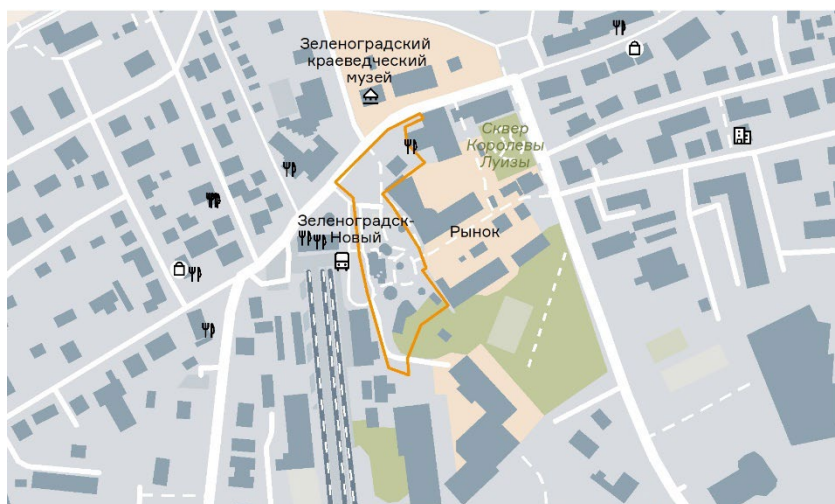 Зеленоградский
краеведческий
музей
Сквер
Королевы
Луизы
Зеленоградск-
Новый
Рынок